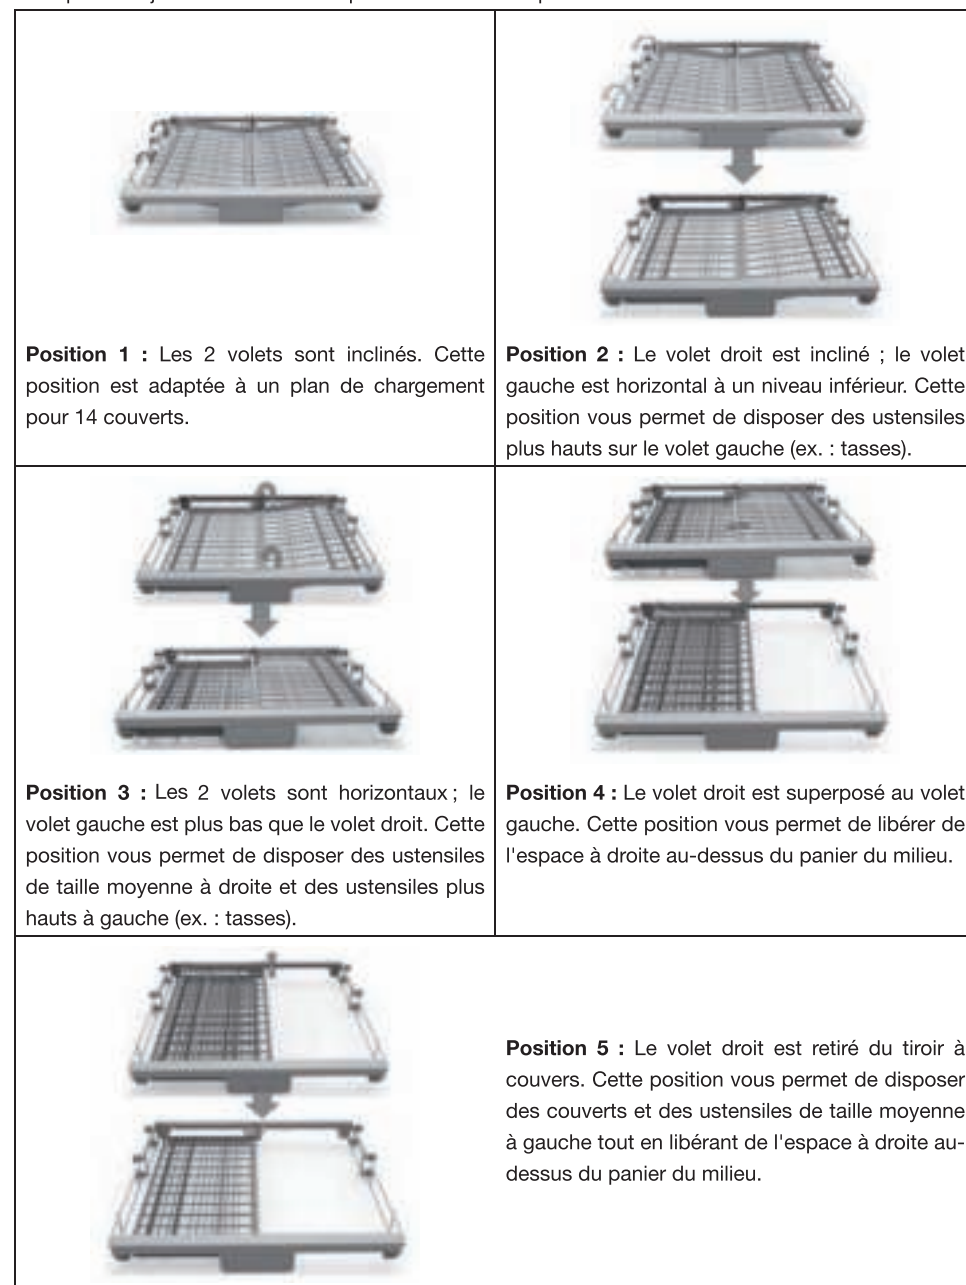 Position 1 : Les 2 volets sont inclinés. Cette
position est adaptée à un plan de chargement
pour 14 couverts.
Position 2 : Le volet droit est incliné ; le volet
gauche est horizontal à un niveau inférieur. Cette
position vous permet de disposer des ustensiles
plus hauts sur le volet gauche (ex. : tasses).
Position 3 : Les 2 volets sont horizontaux ; le
volet gauche est plus bas que le volet droit. Cette
position vous permet de disposer des ustensiles
de taille moyenne à droite et des ustensiles plus
hauts à gauche (ex. : tasses).
Position 4 : Le volet droit est superposé au volet
gauche. Cette position vous permet de libérer de
l'espace à droite au-dessus du panier du milieu.
Position 5 : Le volet droit est retiré du tiroir à
couvers. Cette position vous permet de disposer
des couverts et des ustensiles de taille moyenne
à gauche tout en libérant de l'espace à droite au-
dessus du panier du milieu.